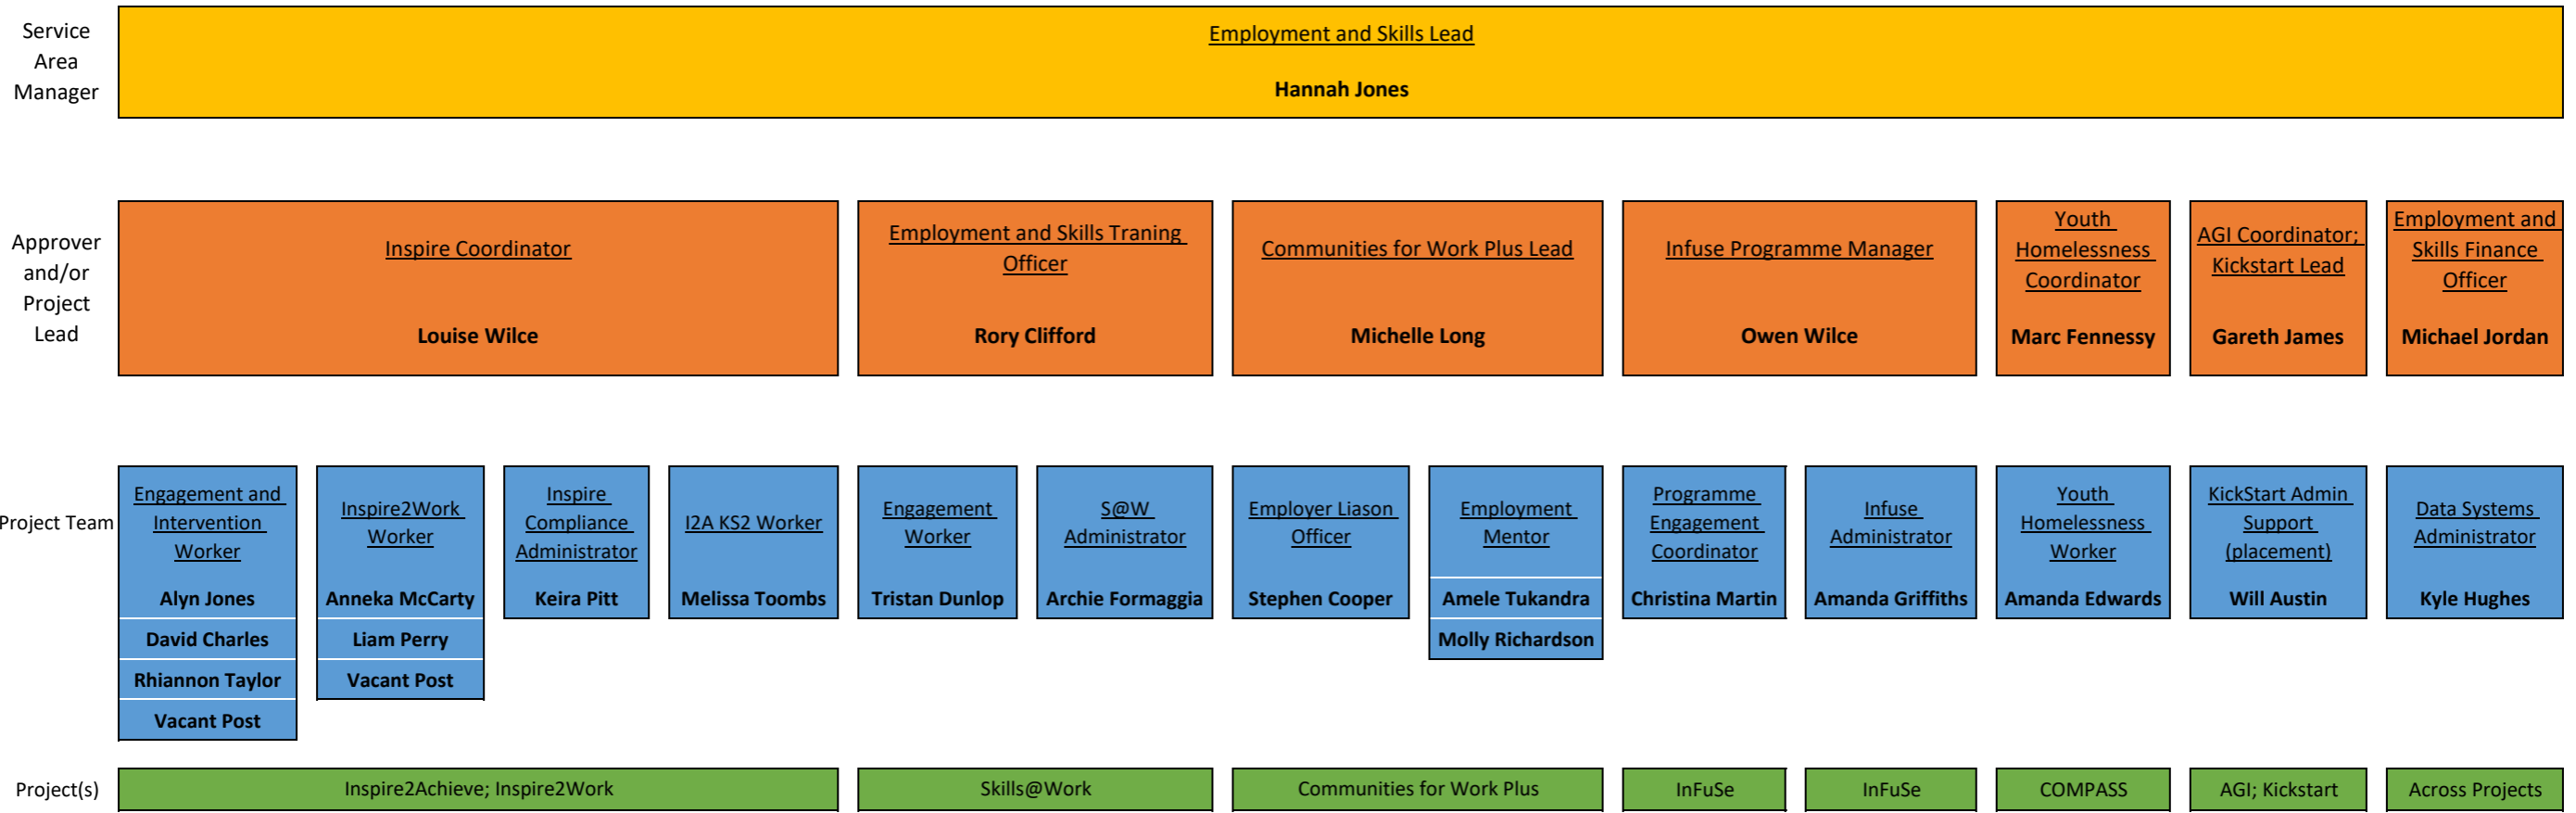 Service
Area
Manager
Employment and Skills Lead
Hannah Jones
Approver
and/or
Project
Lead
Inspire Coordinator
Louise Wilce
Employment and Skills Traning
Officer
Rory Clifford
Communities for Work Plus Lead
Michelle Long
Infuse Programme Manager
Owen Wilce
Youth
Homelessness
Coordinator
Marc Fennessy
AGI Coordinator;
Kickstart Lead
Gareth James
Employment and
Skills Finance
Officer
Michael Jordan
Project Team
Engagement and
Intervention
Worker
Alyn Jones
David Charles
Rhiannon Taylor
Vacant Post
Inspire2Work
Worker
Anneka McCarty
Liam Perry
Vacant Post
Inspire
Compliance
Administrator
Keira Pitt
I2A KS2 Worker
Melissa Toombs
Engagement
Worker
Tristan Dunlop
S@W
Administrator
Archie Formaggia
Employer Liason
Officer
Stephen Cooper
Employment
Mentor
Amele Tukandra
Molly Richardson
Programme
Engagement
Coordinator
Christina Martin
Infuse
Administrator
Amanda Griffiths
Youth
Homelessness
Worker
Amanda Edwards
KickStart Admin
Support
(placement)
Will Austin
Data Systems
Administrator
Kyle Hughes
Project(s)
Inspire2Achieve; Inspire2Work
Skills@Work
Communities for Work Plus
InFuSe
InFuSe
COMPASS
AGI; Kickstart
Across Projects